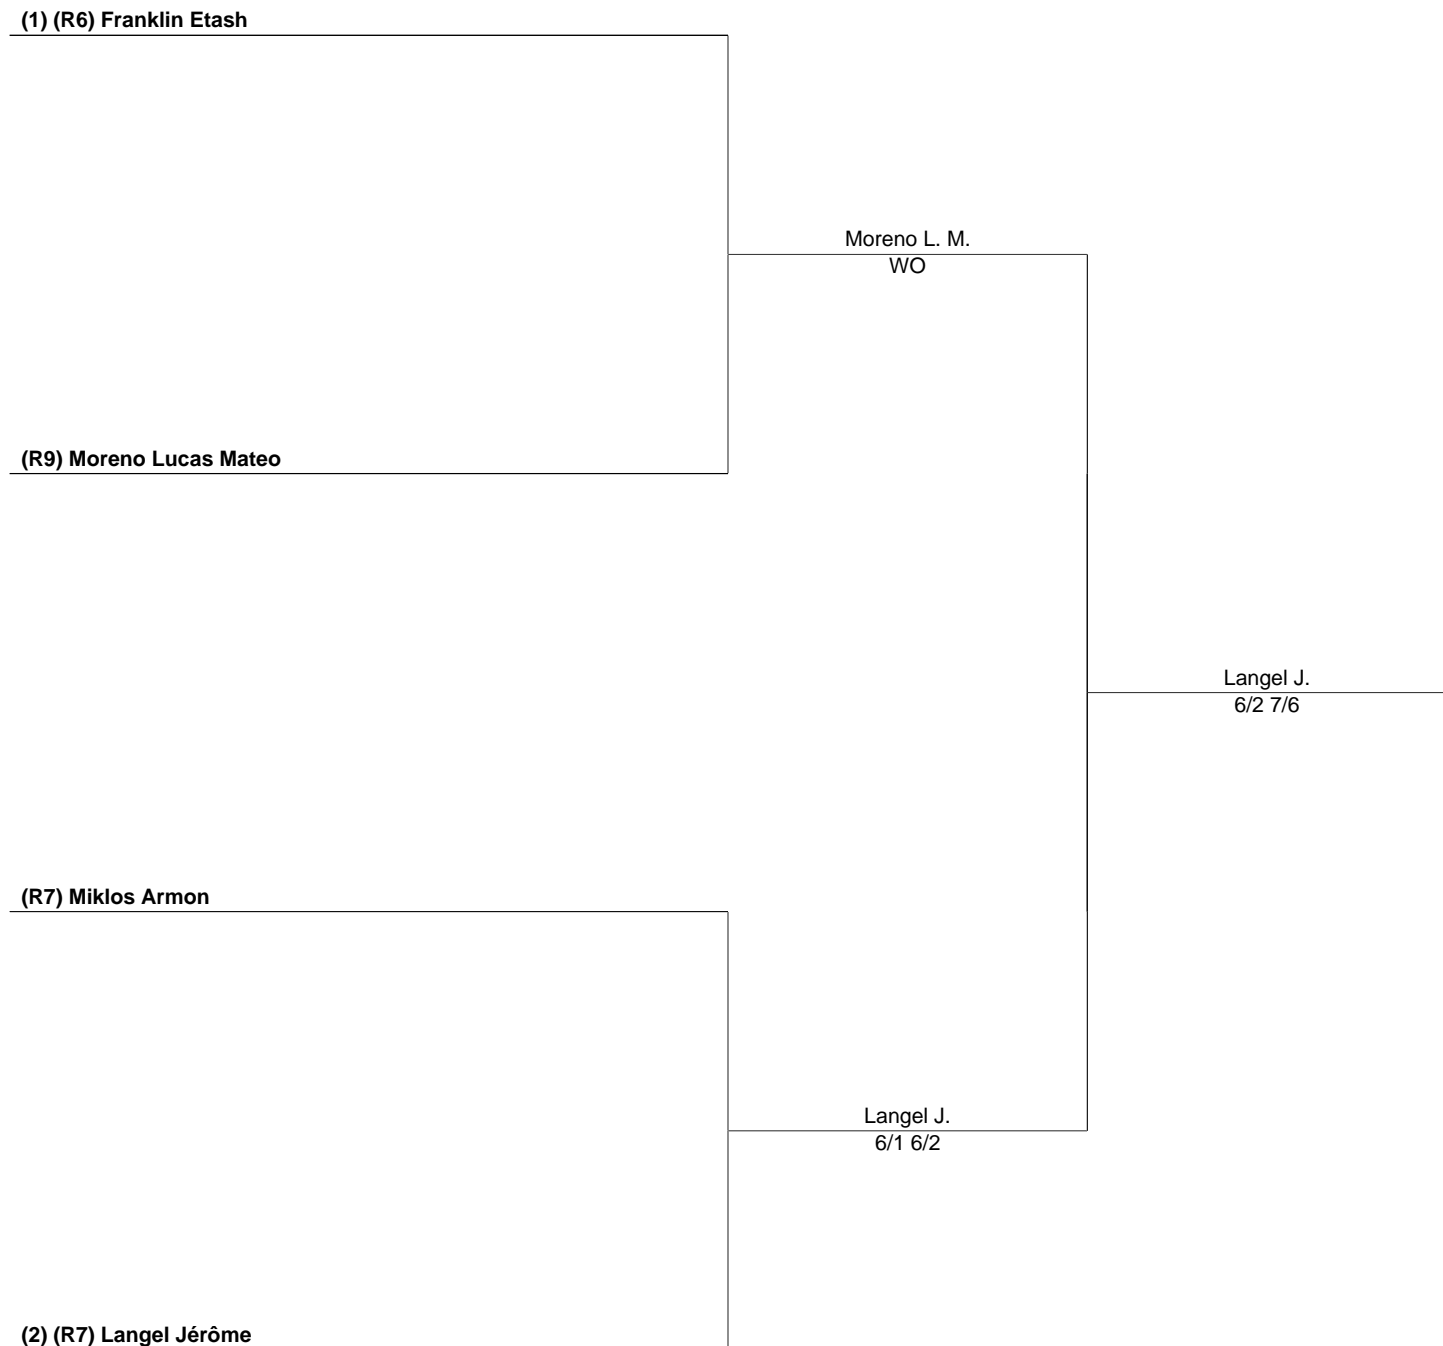 (1) (R6) Franklin Etash
Moreno L. M.
WO
(R9) Moreno Lucas Mateo
Langel J.
6/2 7/6
(R7) Miklos Armon
Langel J.
6/1 6/2
(2) (R7) Langel Jérôme